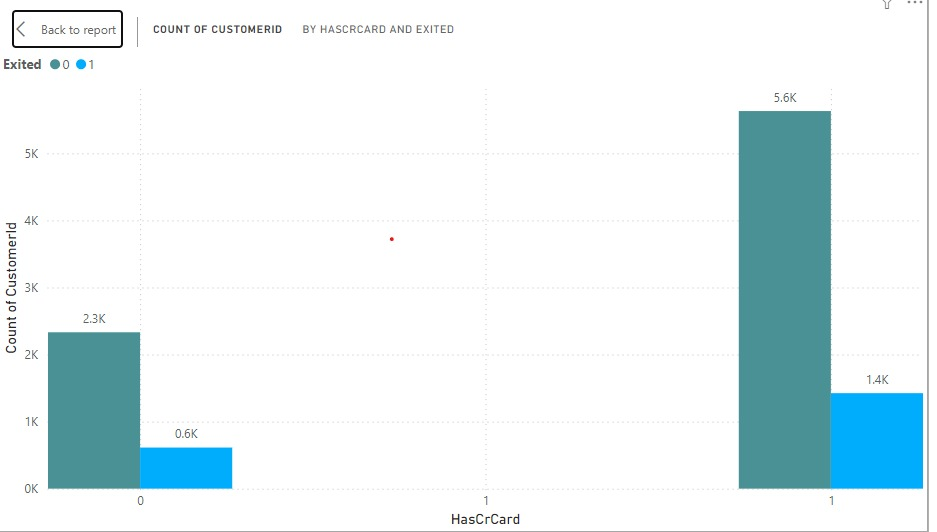 Back to report
COUNT OF CUSTOMERID BY HASCRCARD AND EXITED
Exited 0 1
5.6K
5K
4K
3K
2.3K
2K
1.4K
1K
0.6K
0K
Count of CustomerId
0 1 1
HasCrCard